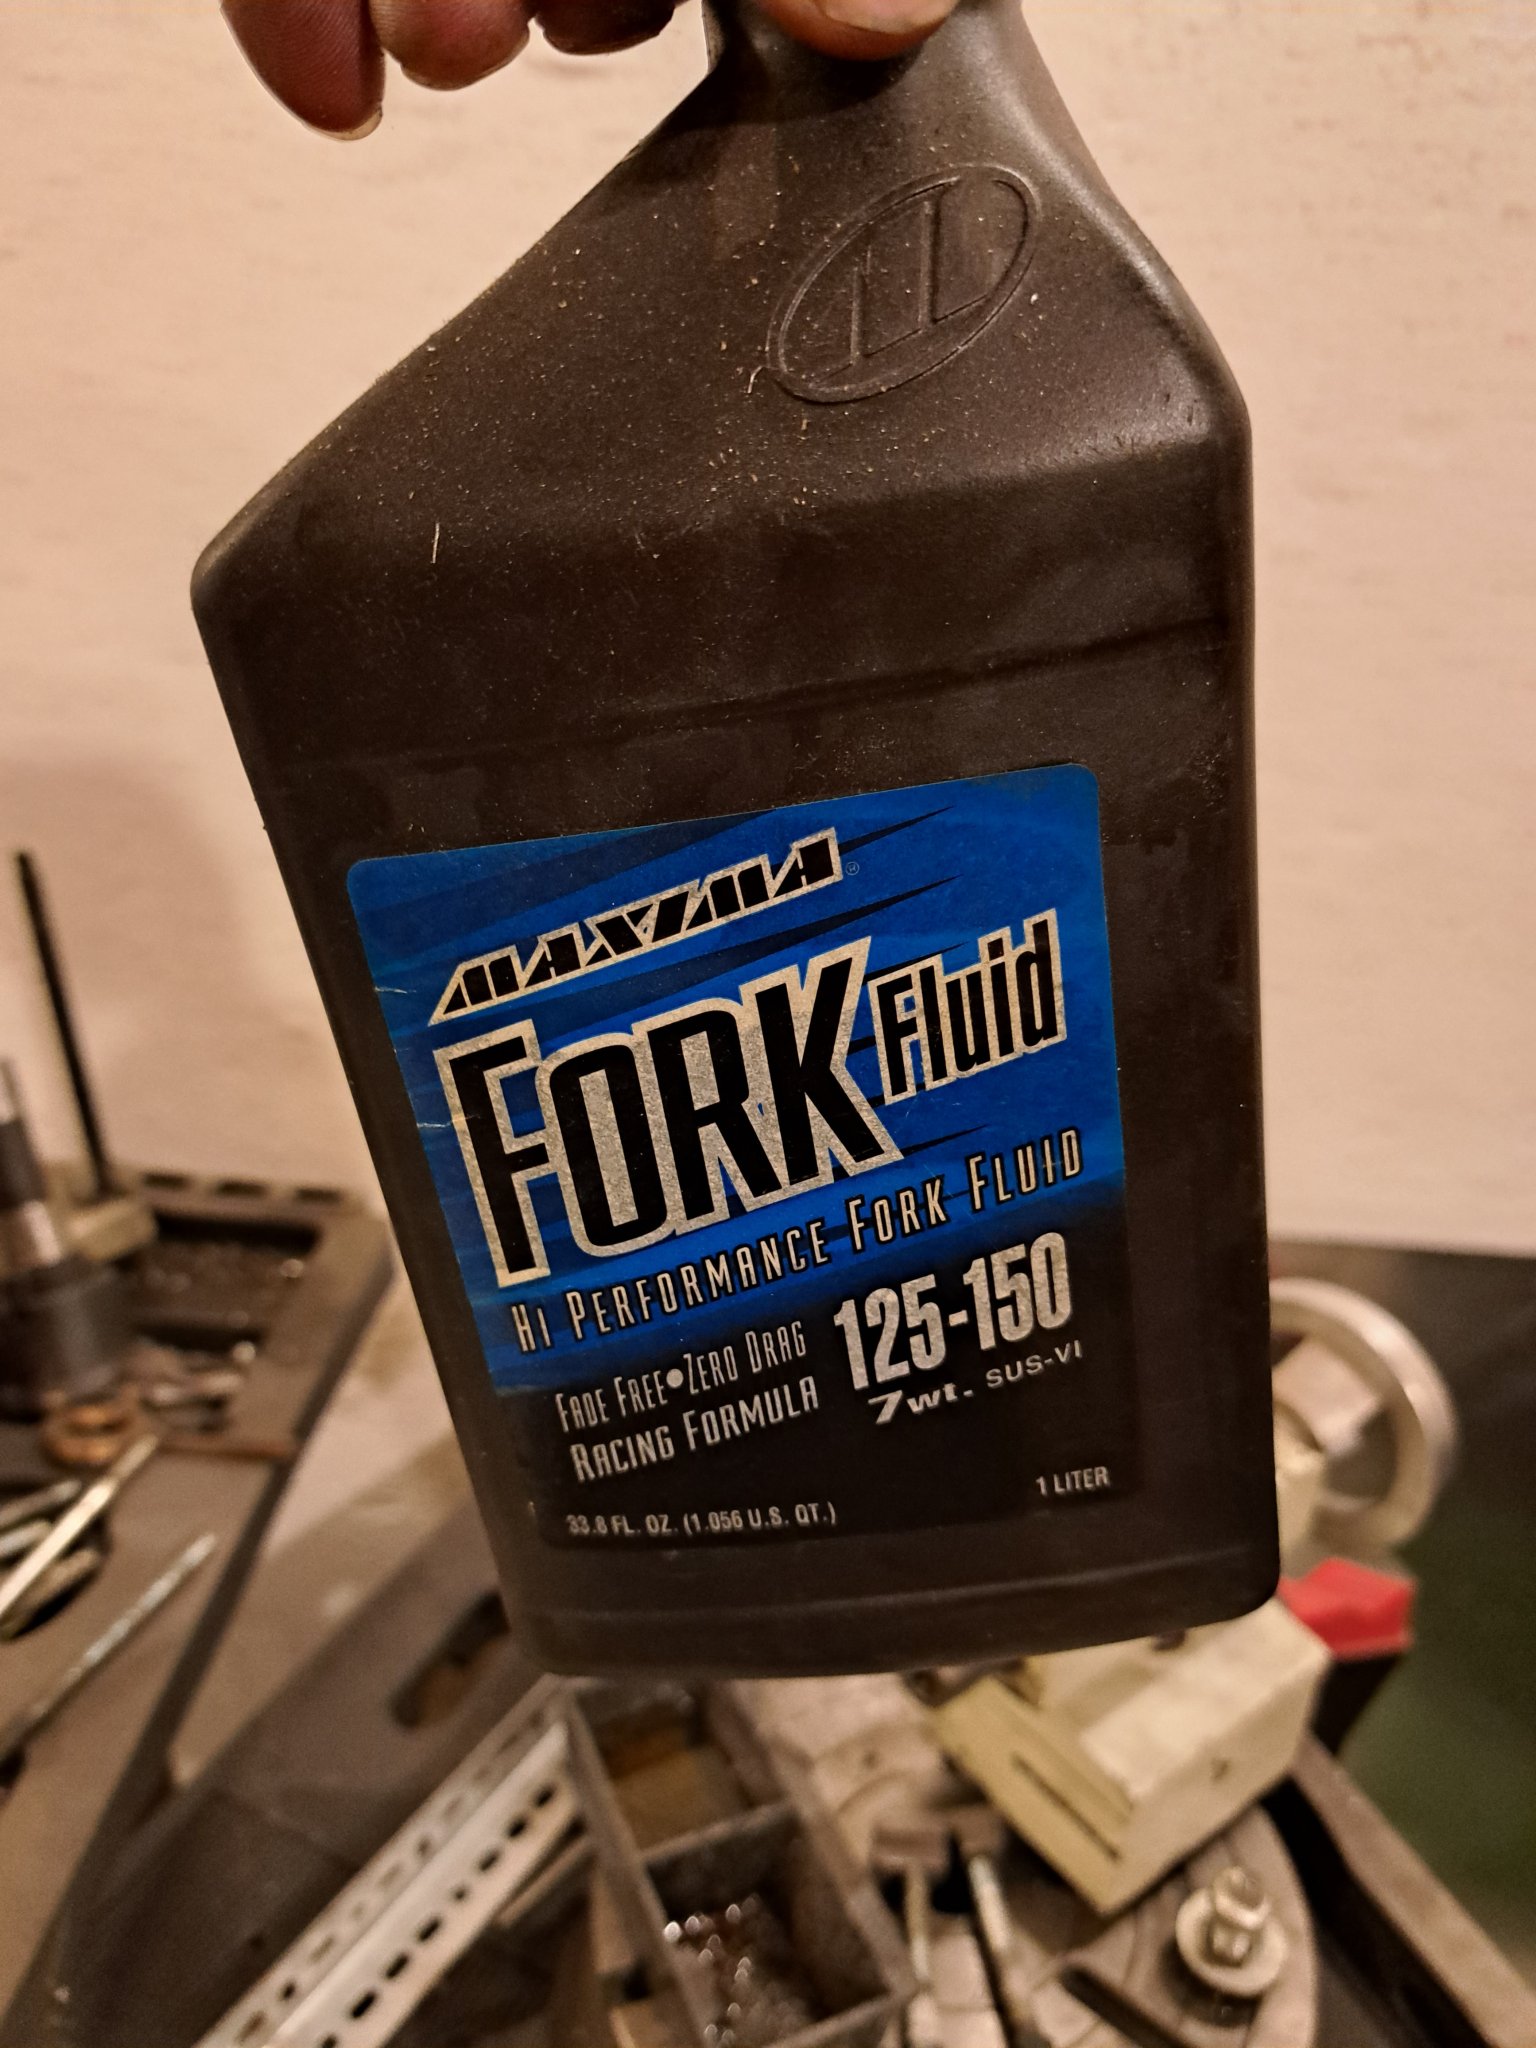 MAXIMA®
FORK Fluid
HI PERFORMANCE FORK FLUID
FADE FREE•ZERO DRAG
RACING FORMULA
125-150
7wt. SUS-VI
33.8 FL. OZ. (1.056 U.S. QT.)
1 LITER